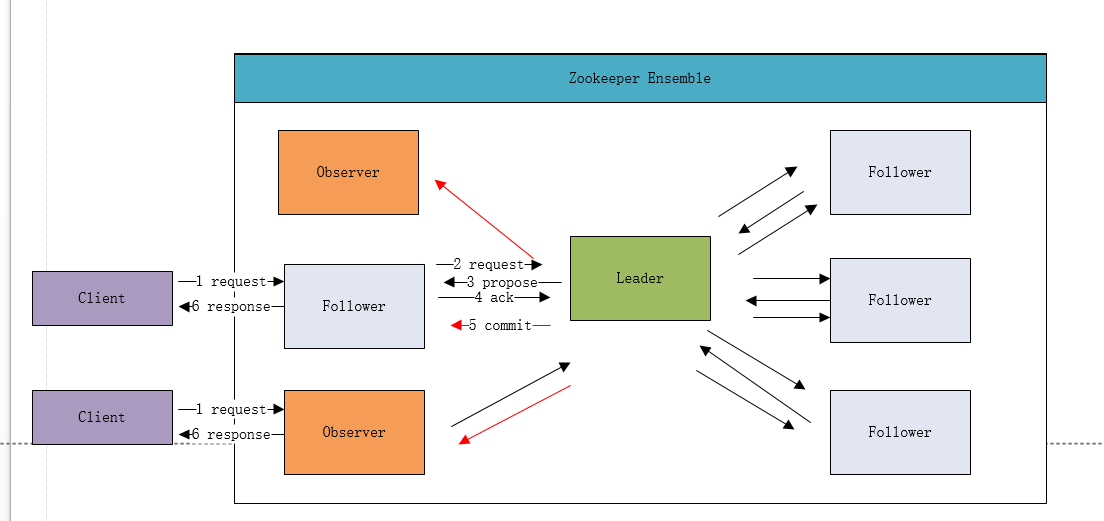 Zookeeper Ensemble
Observer
Follower
Leader
2 request
3 propose
4 ack
5 commit
Client
1 request
6 response
Follower
Follower
Client
1 request
6 response
Observer
Follower